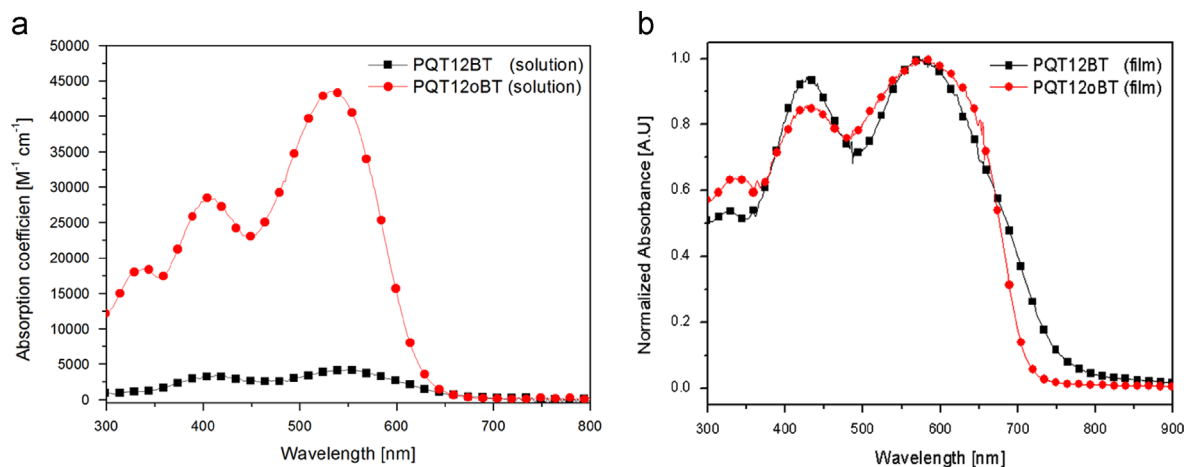 a
50000
45000
40000
35000
30000
25000
20000
15000
10000
5000
0
Absorption coefficien [M⁻¹ cm⁻¹]
PQT12BT (solution)
PQT12oBT (solution)
300 400 500 600 700 800
Wavelength [nm]
b
1.0
0.8
0.6
0.4
0.2
0.0
Normalized Absorbance [A.U]
PQT12BT (film)
PQT12oBT (film)
300 400 500 600 700 800 900
Wavelength [nm]